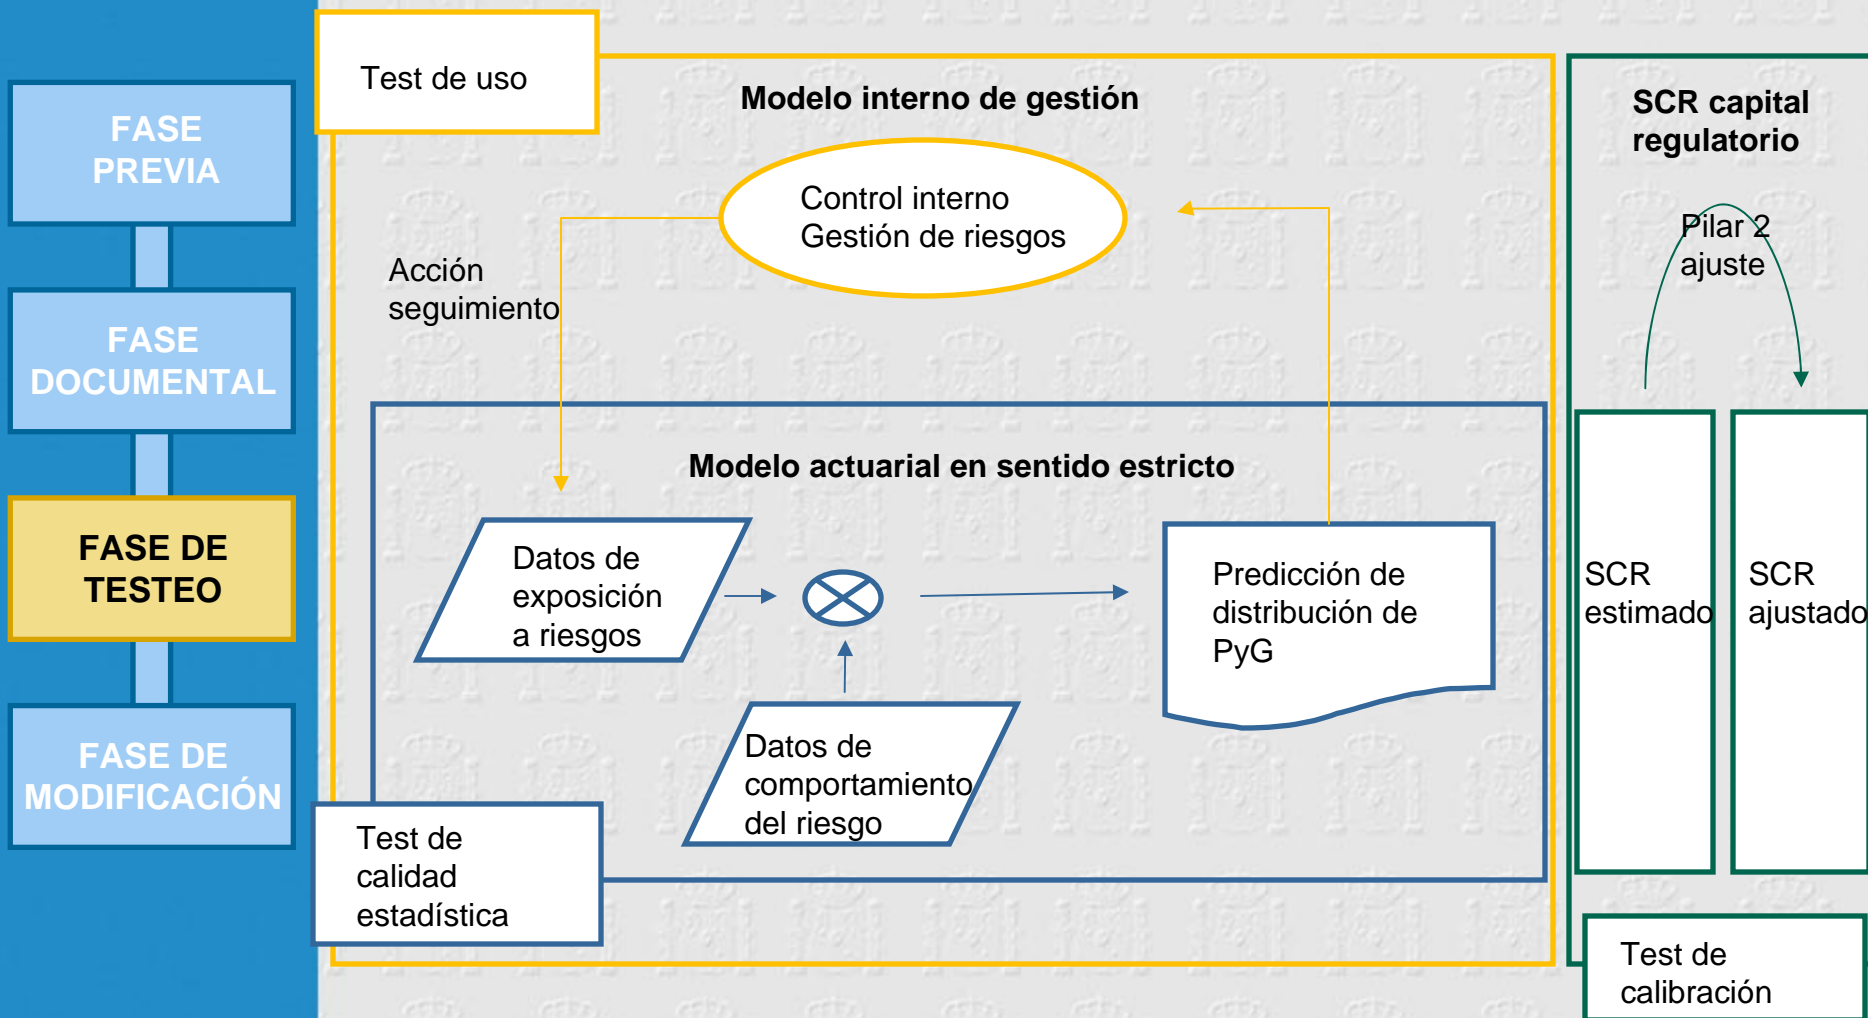 FASE
PREVIA
FASE
DOCUMENTAL
FASE DE
TESTEO
FASE DE
MODIFICACIÓN
Test de uso
Modelo interno de gestión
Control interno
Gestión de riesgos
Acción
seguimiento
Modelo actuarial en sentido estricto
Datos de
exposición
a riesgos
Datos de
comportamiento
del riesgo
Predicción de
distribución de
PyG
Test de
calidad
estadística
SCR capital
regulatorio
Pilar 2
ajuste
SCR
estimado
SCR
ajustado
Test de
calibración